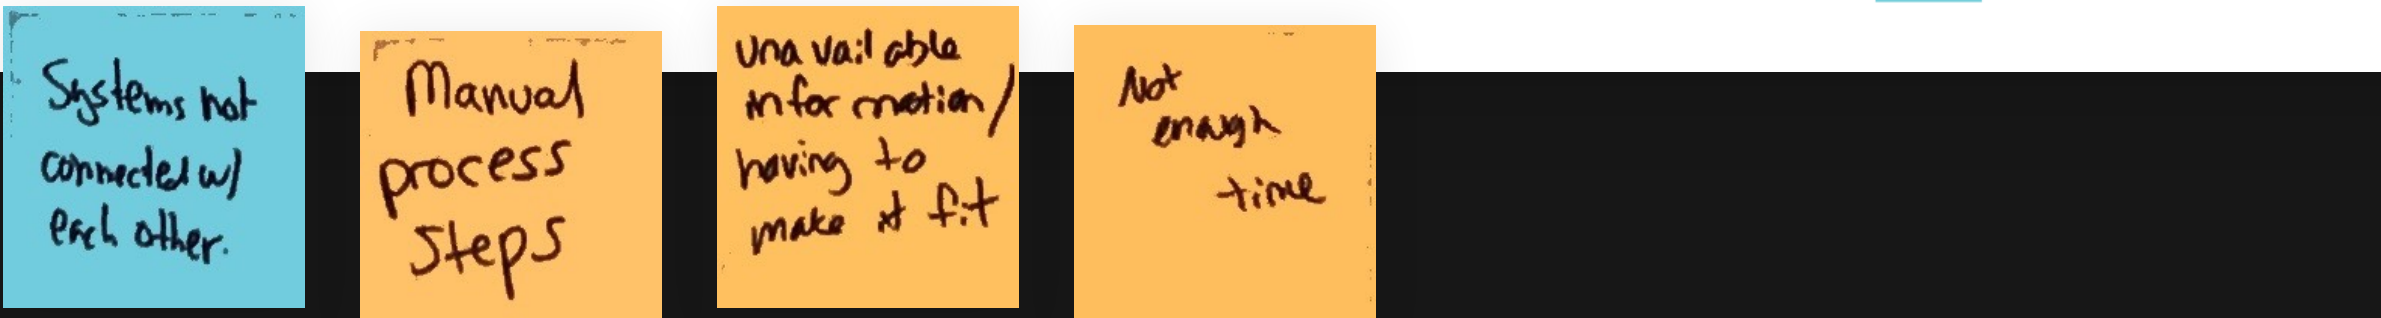 Systems not
connected w/
each other.
Manual
process
steps
unavailable
information/
having to
make it fit
Not
enough
time